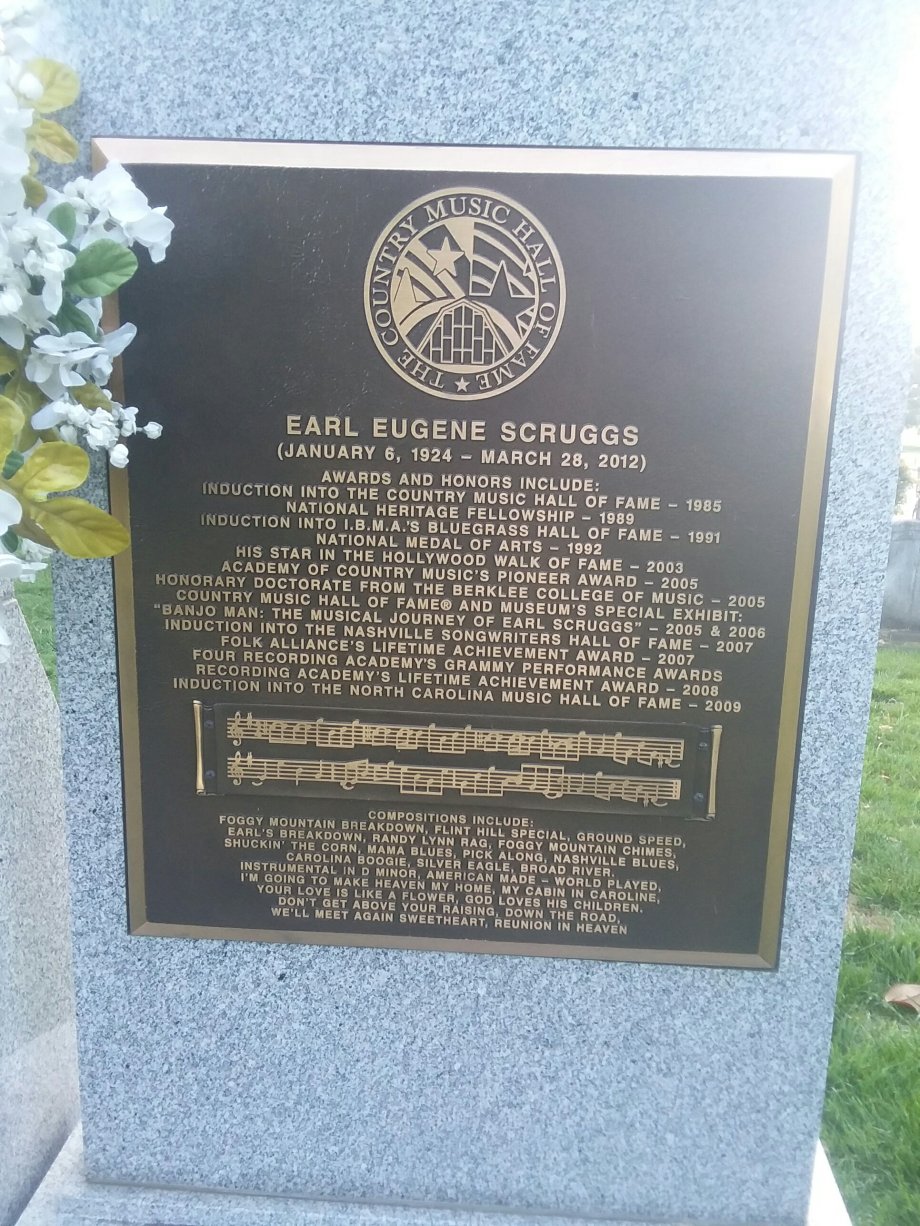 THE COUNTRY MUSIC HALL OF FAME
EARL EUGENE SCRUGGS
(JANUARY 6, 1924 – MARCH 28, 2012)
AWARDS AND HONORS INCLUDE:
INDUCTION INTO THE COUNTRY MUSIC HALL OF FAME – 1985
NATIONAL HERITAGE FELLOWSHIP – 1989
INDUCTION INTO I.B.M.A.'S BLUEGRASS HALL OF FAME – 1991
NATIONAL MEDAL OF ARTS – 1992
HIS STAR IN THE HOLLYWOOD WALK OF FAME – 2003
ACADEMY OF COUNTRY MUSIC'S PIONEER AWARD – 2005
HONORARY DOCTORATE FROM THE BERKLEE COLLEGE OF MUSIC – 2005
COUNTRY MUSIC HALL OF FAME® AND MUSEUM'S SPECIAL EXHIBIT:
"BANJO MAN: THE MUSICAL JOURNEY OF EARL SCRUGGS" – 2005 & 2006
INDUCTION INTO THE NASHVILLE SONGWRITERS HALL OF FAME – 2007
FOLK ALLIANCE'S LIFETIME ACHIEVEMENT AWARD – 2007
FOUR RECORDING ACADEMY'S GRAMMY PERFORMANCE AWARDS
RECORDING ACADEMY'S LIFETIME ACHIEVEMENT AWARD – 2008
INDUCTION INTO THE NORTH CAROLINA MUSIC HALL OF FAME – 2009
COMPOSITIONS INCLUDE:
FOGGY MOUNTAIN BREAKDOWN, FLINT HILL SPECIAL, GROUND SPEED,
EARL'S BREAKDOWN, RANDY LYNN RAG, FOGGY MOUNTAIN CHIMES,
SHUCKIN' THE CORN, MAMA BLUES, PICK ALONG, NASHVILLE BLUES,
CAROLINA BOOGIE, SILVER EAGLE, BROAD RIVER,
INSTRUMENTAL IN D MINOR, AMERICAN MADE – WORLD PLAYED,
I'M GOING TO MAKE HEAVEN MY HOME, MY CABIN IN CAROLINE,
YOUR LOVE IS LIKE A FLOWER, GOD LOVES HIS CHILDREN,
DON'T GET ABOVE YOUR RAISING, DOWN THE ROAD,
WE'LL MEET AGAIN SWEETHEART, REUNION IN HEAVEN